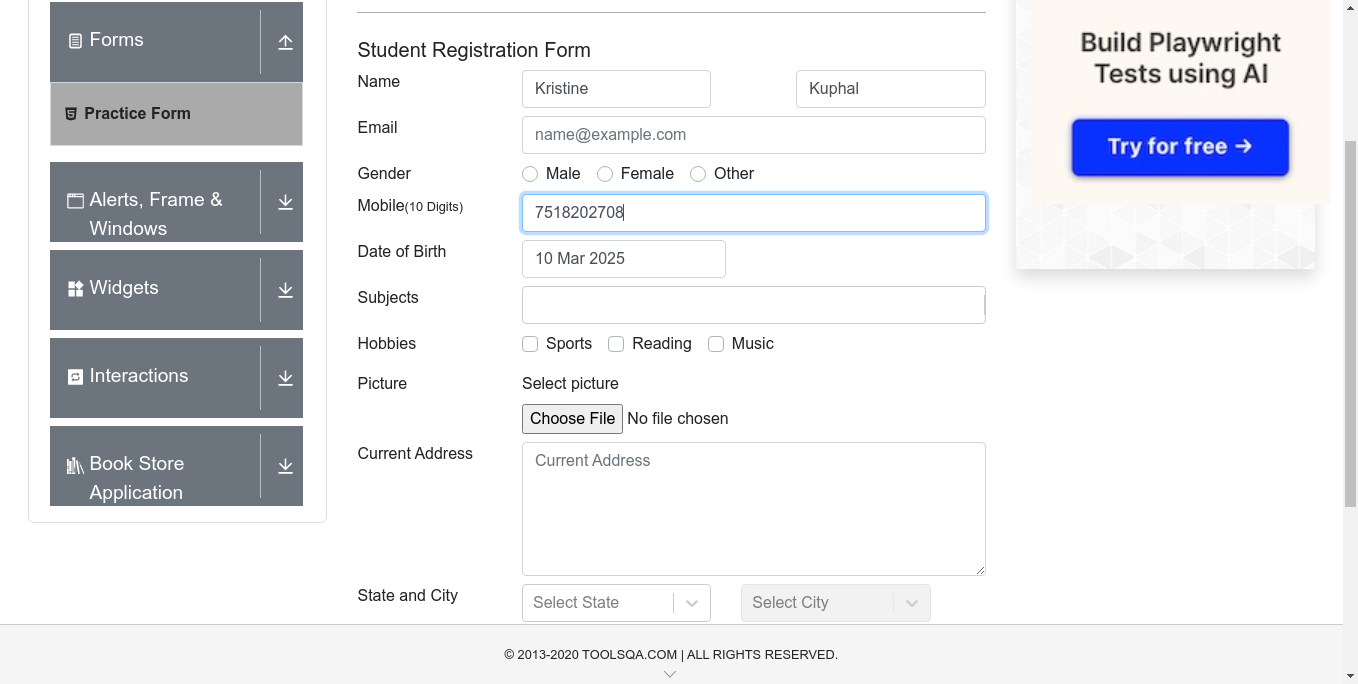 Forms
Practice Form
Alerts, Frame &
Windows
Widgets
Interactions
Book Store
Application
Student Registration Form
Name
Kristine
Kuphal
Email
name@example.com
Gender
Male
Female
Other
Mobile(10 Digits)
7518202708
Date of Birth
10 Mar 2025
Subjects
Hobbies
Sports
Reading
Music
Picture
Select picture
Choose File No file chosen
Current Address
Current Address
State and City
Select State
Select City
Build Playwright
Tests using AI
Try for free →
© 2013-2020 TOOLSQA.COM | ALL RIGHTS RESERVED.